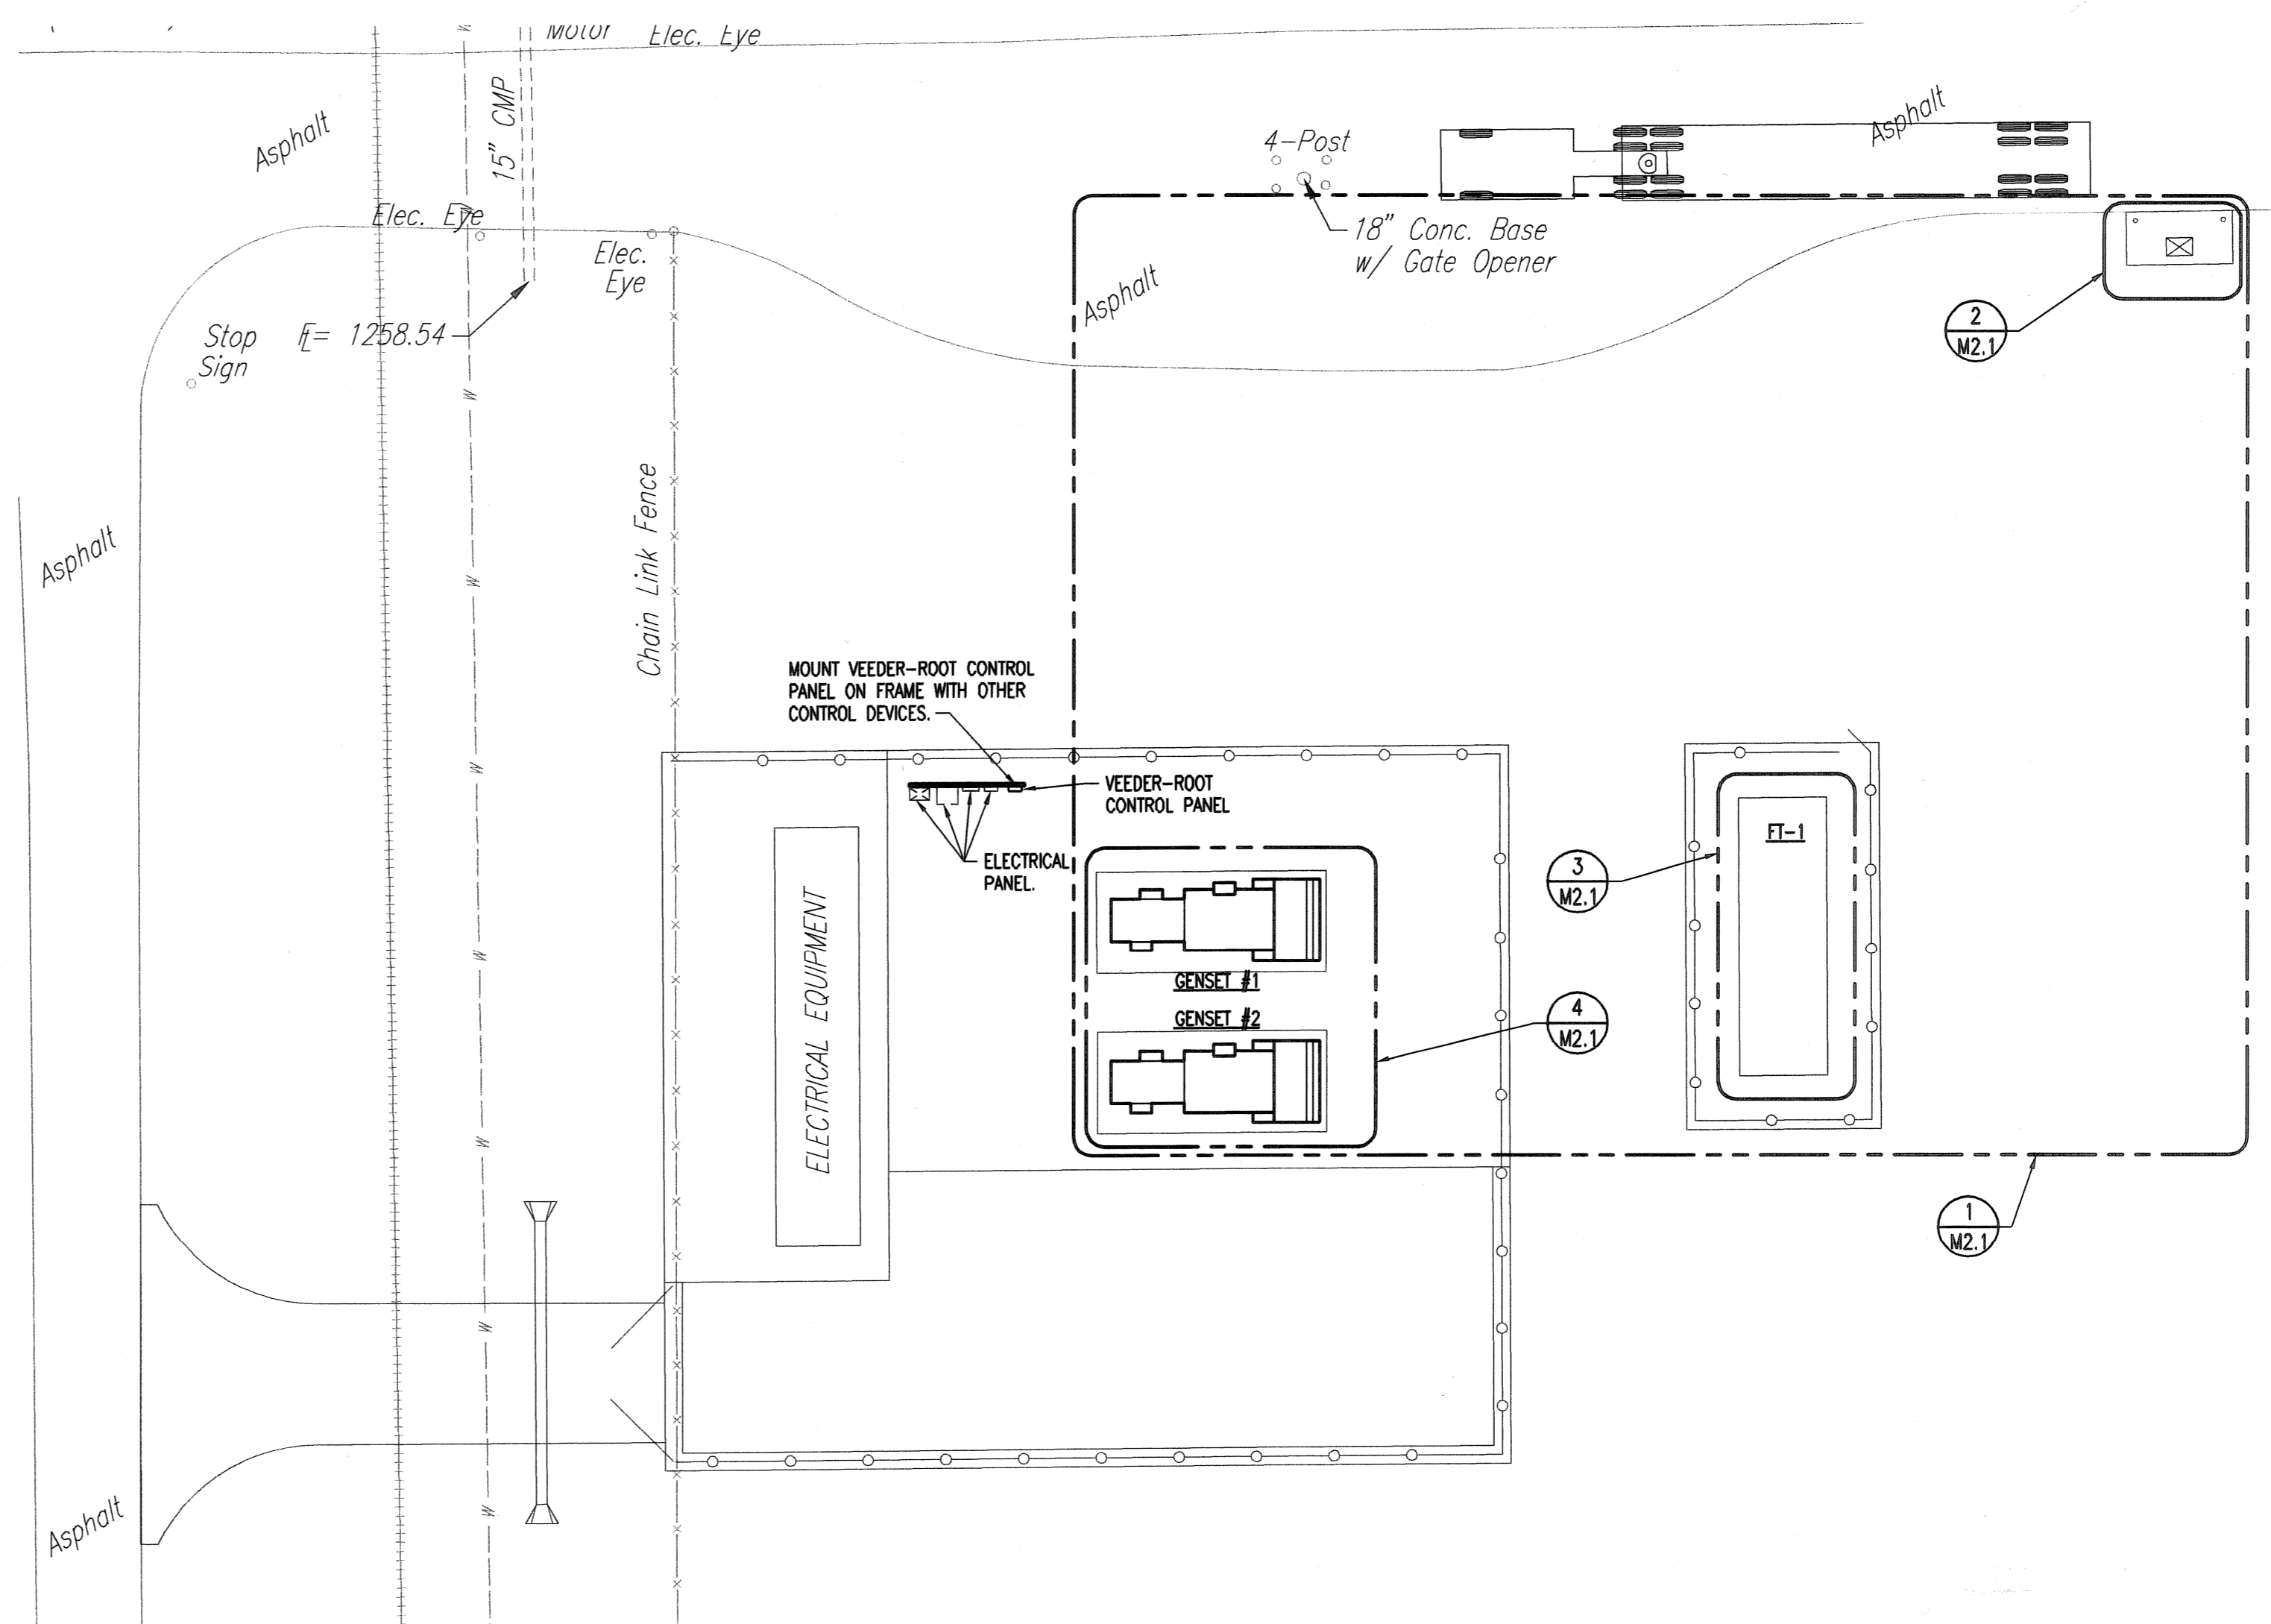 Motor Elec. Eye
15" CMP
Asphalt
Asphalt
4-Post
Elec. Eye
18" Conc. Base
w/ Gate Opener
Elec.
Eye
Asphalt
2
M2.1
Stop
Sign
FL= 1258.54
W
W
W
W
W
W
W
W
W
Asphalt
Chain Link Fence
MOUNT VEEDER-ROOT CONTROL
PANEL ON FRAME WITH OTHER
CONTROL DEVICES.
VEEDER-ROOT
CONTROL PANEL
ELECTRICAL
PANEL.
FT-1
3
M2.1
ELECTRICAL EQUIPMENT
GENSET #1
GENSET #2
4
M2.1
1
M2.1
Asphalt